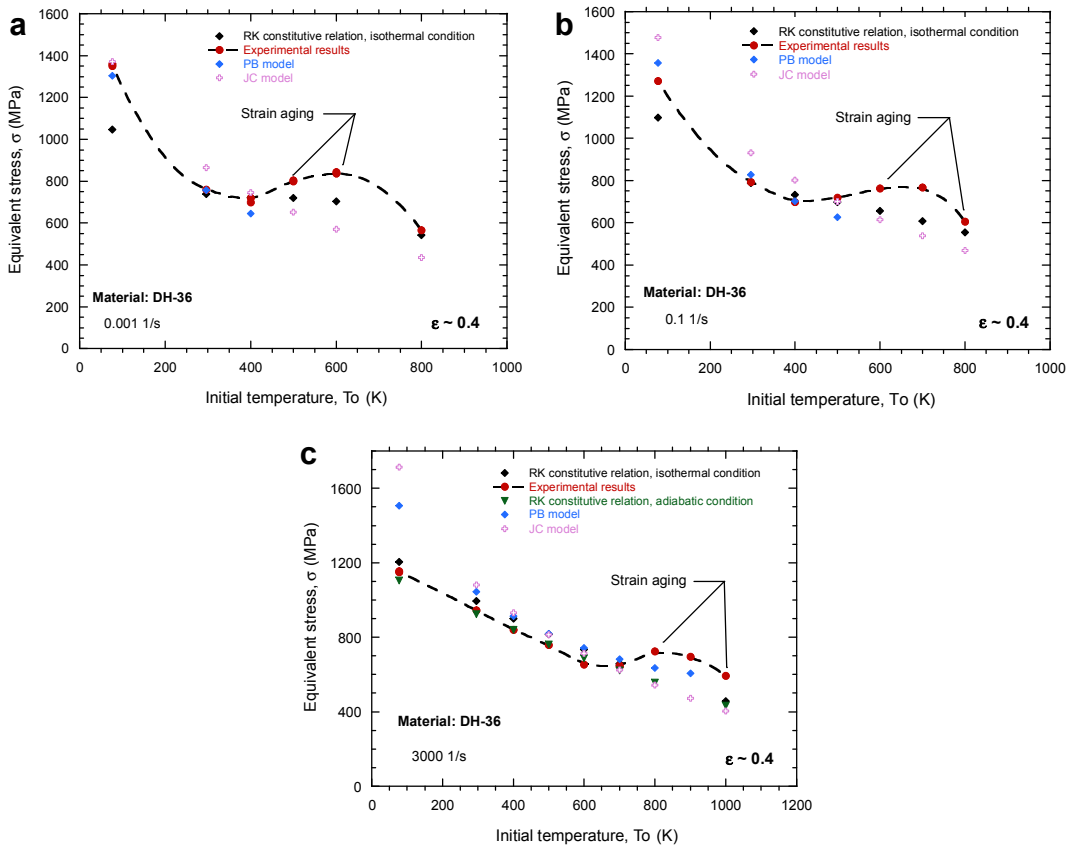 a
1600
1400
1200
1000
800
600
400
200
0
0 200 400 600 800 1000
Equivalent stress, σ (MPa)
Initial temperature, To (K)
RK constitutive relation, isothermal condition
Experimental results
PB model
JC model
Strain aging
Material: DH-36
0.001 1/s
ε ~ 0.4
b
1600
1400
1200
1000
800
600
400
200
0
0 200 400 600 800 1000
Equivalent stress, σ (MPa)
Initial temperature, To (K)
RK constitutive relation, isothermal condition
Experimental results
PB model
JC model
Strain aging
Material: DH-36
0.1 1/s
ε ~ 0.4
c
1600
1200
800
400
0
0 200 400 600 800 1000 1200
Equivalent stress, σ (MPa)
Initial temperature, To (K)
RK constitutive relation, isothermal condition
Experimental results
RK constitutive relation, adiabatic condition
PB model
JC model
Strain aging
Material: DH-36
3000 1/s
ε ~ 0.4